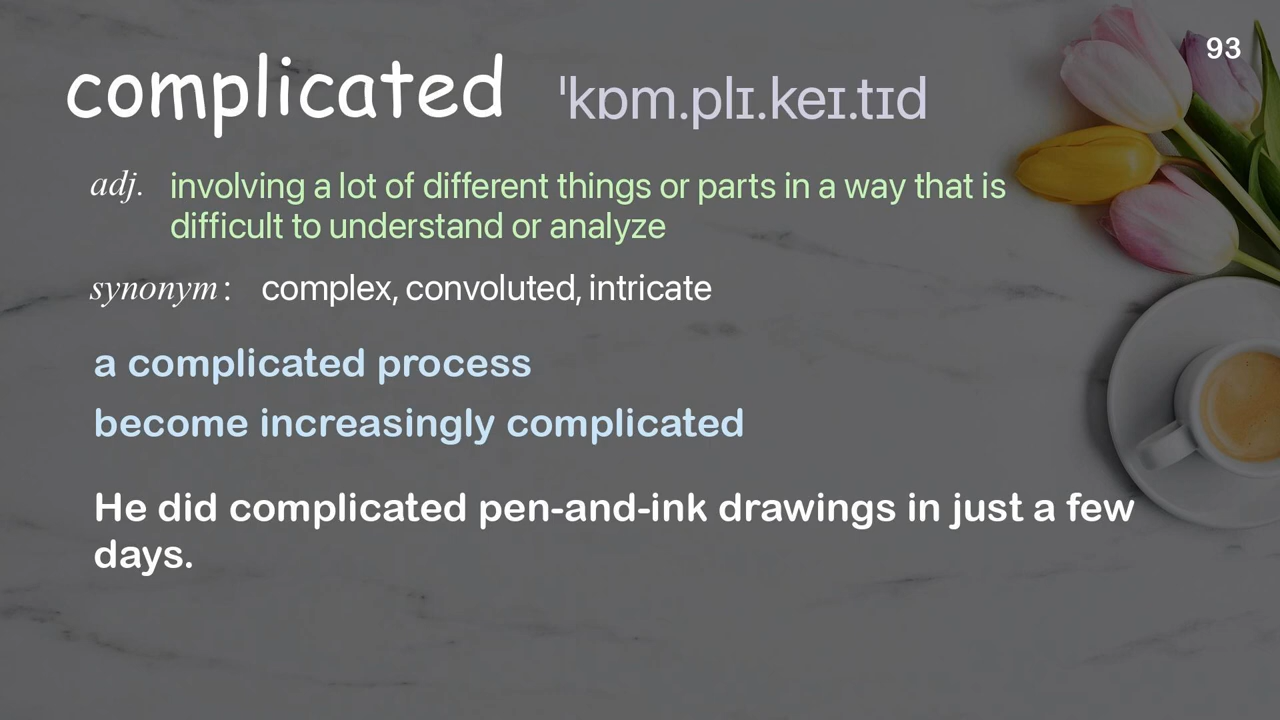 93
complicated ˈkɒm.plɪ.keɪ.tɪd
adj. involving a lot of different things or parts in a way that is
difficult to understand or analyze
synonym: complex, convoluted, intricate
a complicated process
become increasingly complicated
He did complicated pen-and-ink drawings in just a few
days.